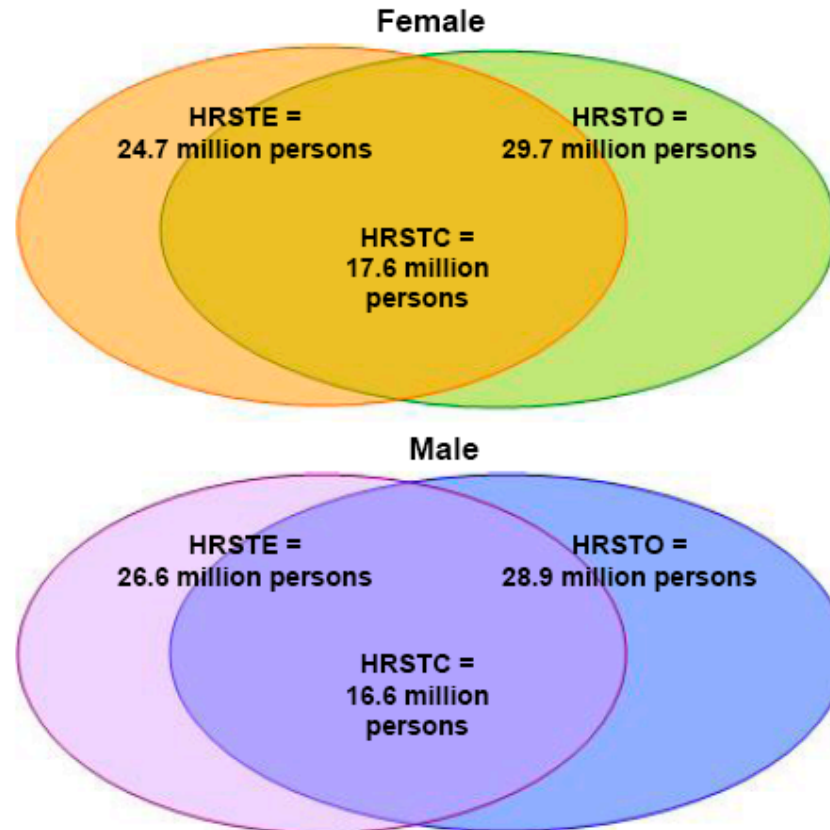 Female
HRSTE =
24.7 million persons
HRSTO =
29.7 million persons
HRSTC =
17.6 million
persons
Male
HRSTE =
26.6 million persons
HRSTO =
28.9 million persons
HRSTC =
16.6 million
persons